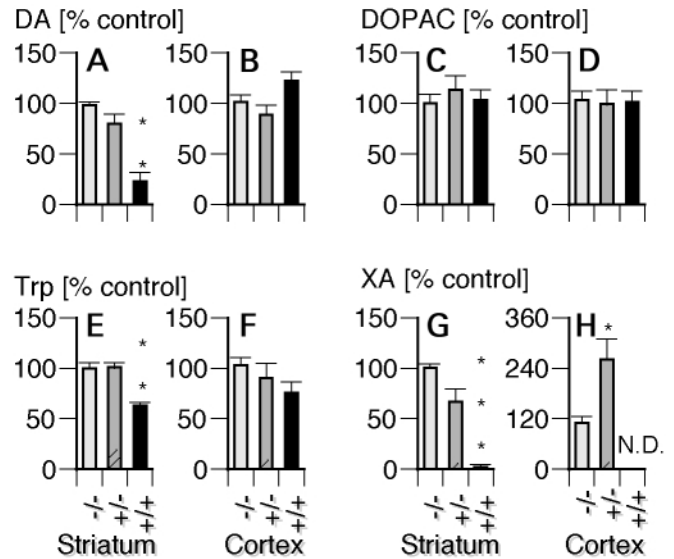 DA [% control] DOPAC [% control]
A B C D
150 150 150 150
100 100 100 100
50 50 50 50
0 0 0 0
* *
Trp [% control] XA [% control]
E F G H
150 150 150 360
100 100 100 240
50 50 50 120
0 0 0 0
* * * * * *
N.D.
-/- +/- +/+ -/- +/- +/+ -/- +/- +/+ -/- +/- +/+
Striatum Cortex Striatum Cortex